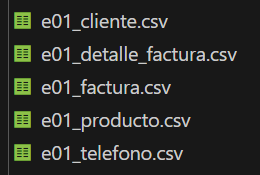 e01_cliente.csv
e01_detalle_factura.csv
e01_factura.csv
e01_producto.csv
e01_telefono.csv